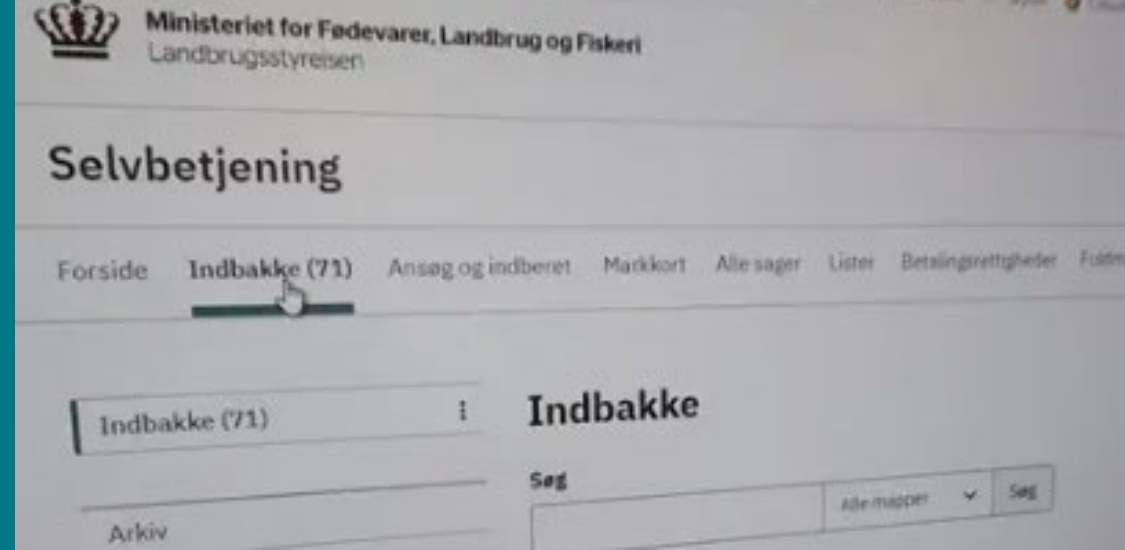 Ministeriet for Fødevarer, Landbrug og Fiskeri
Landbrugsstyrelsen
Selvbetjening
Forside Indbakke (71) Ansøg og indberet Markkort Alle sager Lister Betalingsrettigheder
Indbakke (71)
Indbakke
Søg
Alle mapper Søg
Arkiv